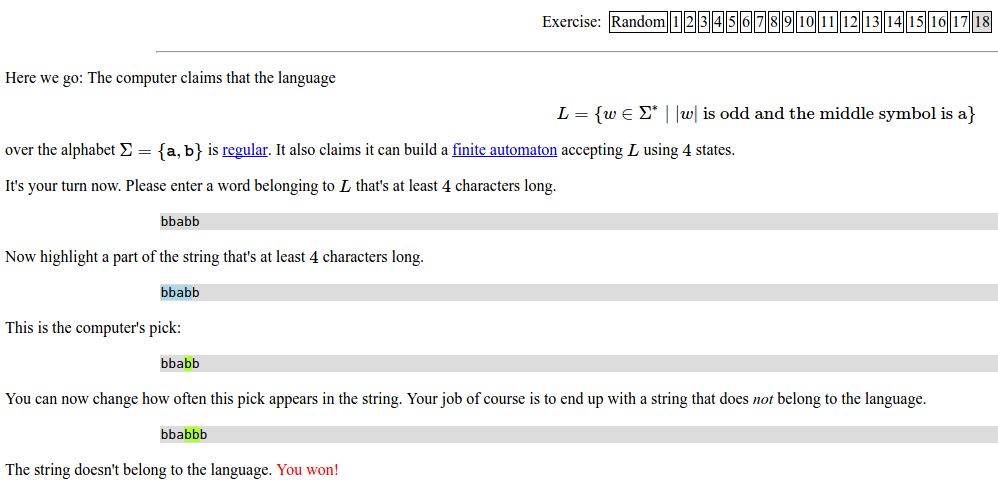 Exercise: Random 1 2 3 4 5 6 7 8 9 10 11 12 13 14 15 16 17 18
Here we go: The computer claims that the language
L = {w ∈ Σ* | |w| is odd and the middle symbol is a}
over the alphabet Σ = {a, b} is regular. It also claims it can build a finite automaton accepting L using 4 states.
It's your turn now. Please enter a word belonging to L that's at least 4 characters long.
bbabb
Now highlight a part of the string that's at least 4 characters long.
bbabb
This is the computer's pick:
bbabb
You can now change how often this pick appears in the string. Your job of course is to end up with a string that does not belong to the language.
bbabbb
The string doesn't belong to the language. You won!